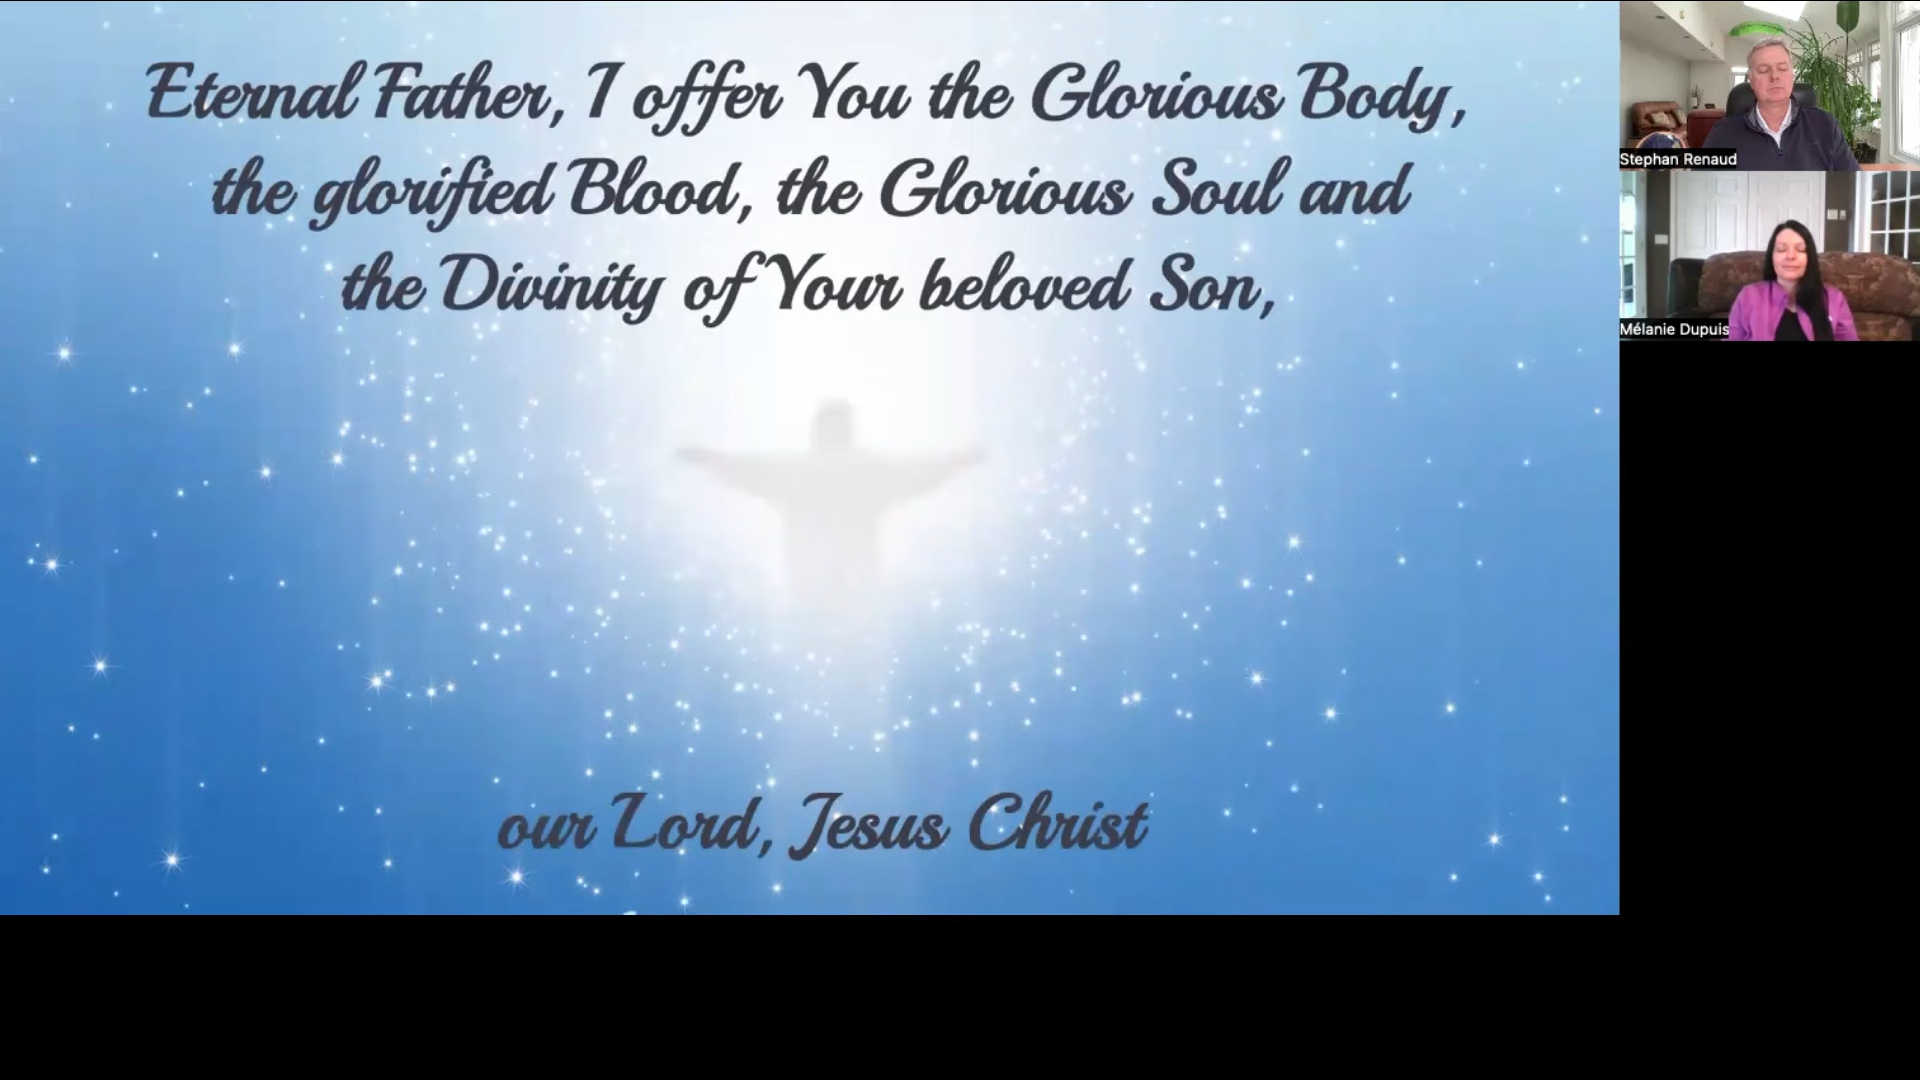 Eternal Father, I offer You the Glorious Body,
the glorified Blood, the Glorious Soul and
the Divinity of Your beloved Son,
our Lord, Jesus Christ
Stephan Renaud
Mélanie Dupuis